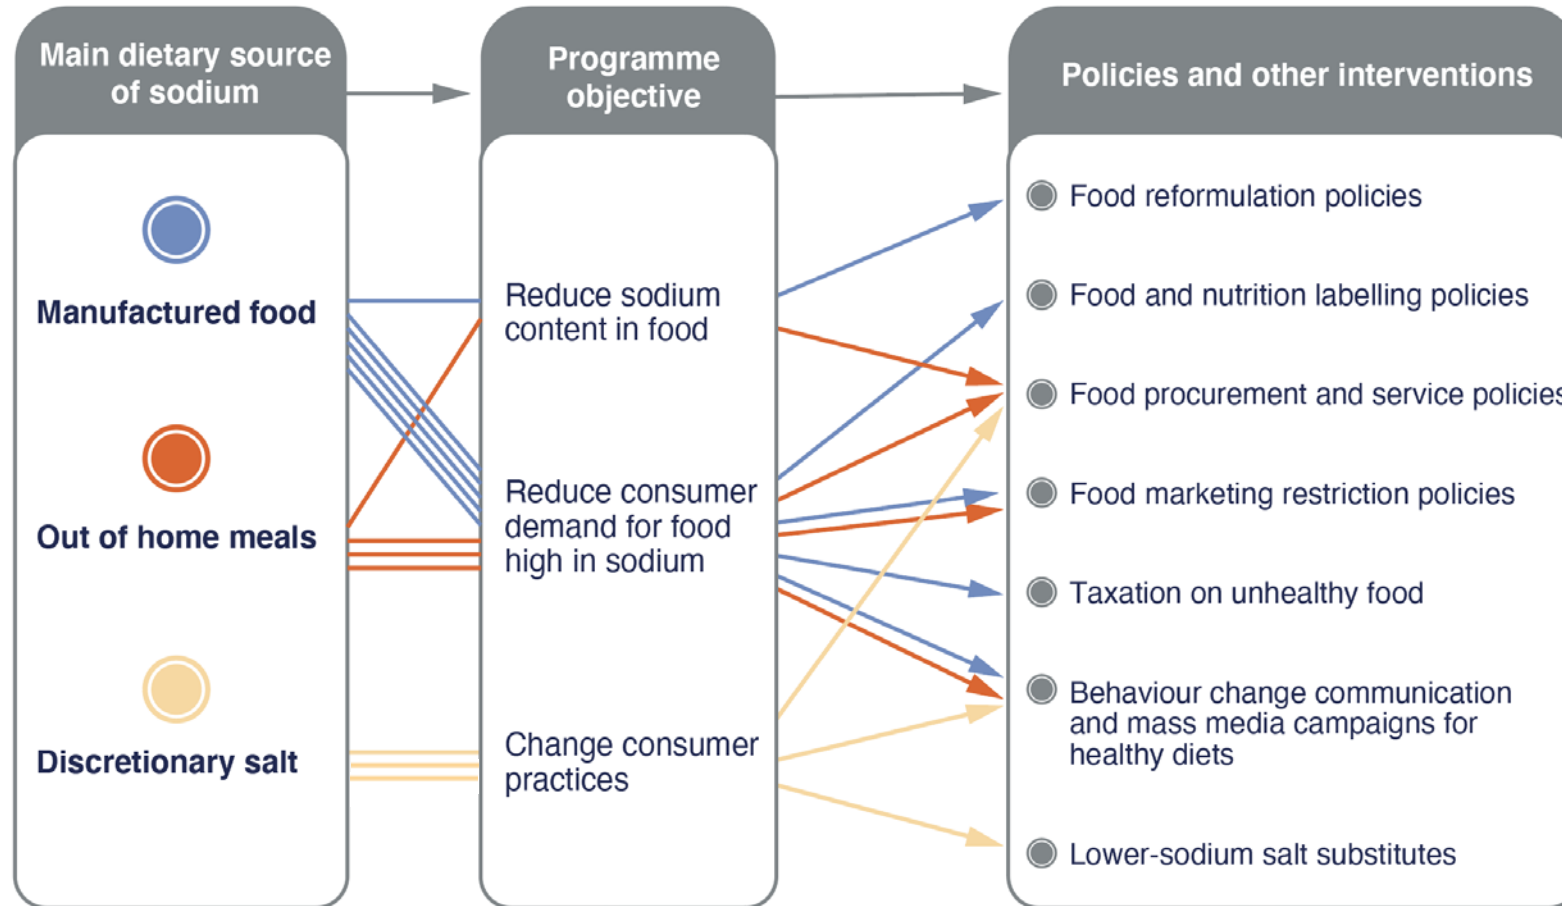 Main dietary source
of sodium
Programme
objective
Policies and other interventions
Manufactured food
Out of home meals
Discretionary salt
Reduce sodium
content in food
Reduce consumer
demand for food
high in sodium
Change consumer
practices
Food reformulation policies
Food and nutrition labelling policies
Food procurement and service policies
Food marketing restriction policies
Taxation on unhealthy food
Behaviour change communication
and mass media campaigns for
healthy diets
Lower-sodium salt substitutes